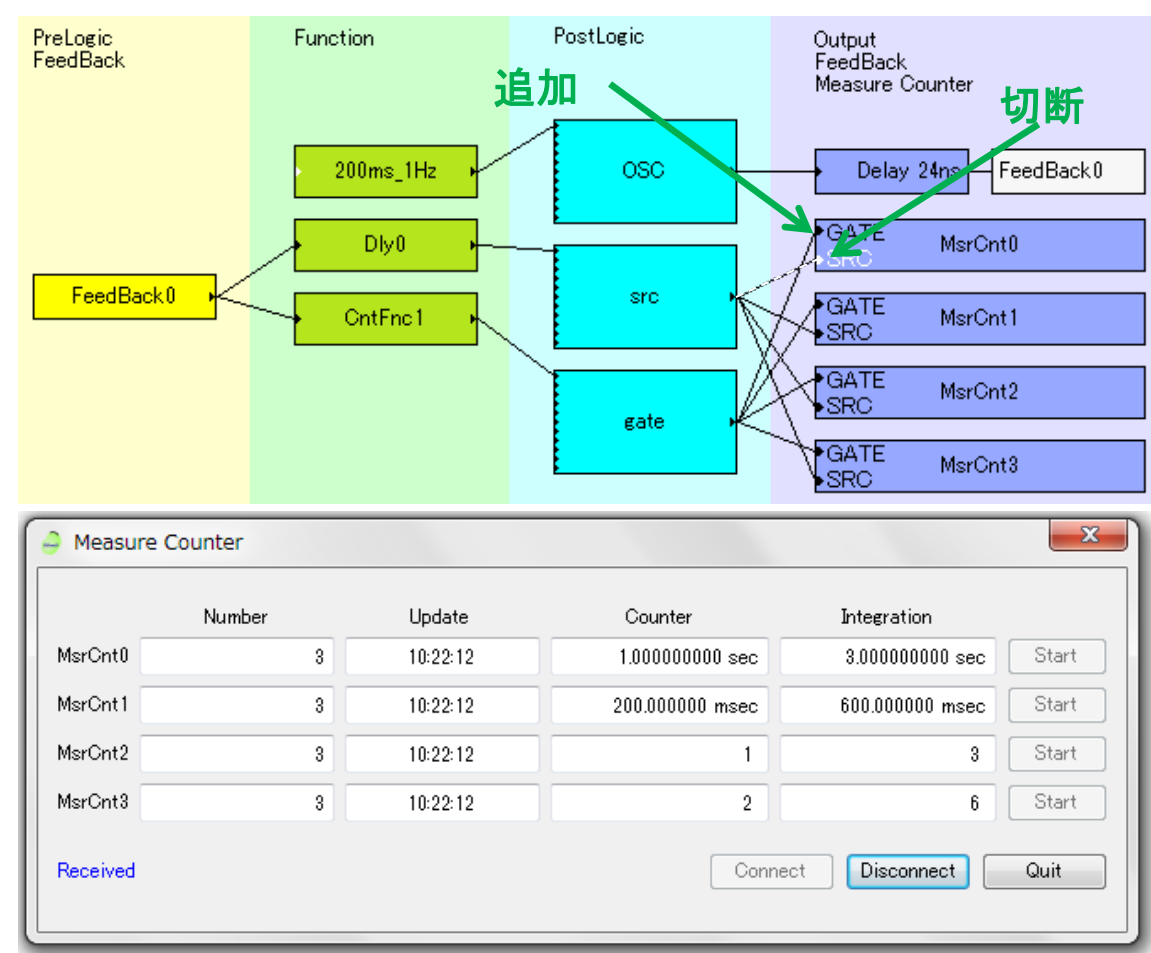 PreLogic
FeedBack
Function
PostLogic
Output
FeedBack
Measure Counter
追加
切断
200ms_1Hz
OSC
Delay 24ns
FeedBack0
Dly0
GATE
SRC
MsrCnt0
FeedBack0
src
CntFnc1
GATE
SRC
MsrCnt1
GATE
SRC
MsrCnt2
gate
GATE
SRC
MsrCnt3
Measure Counter
Number Update Counter Integration
MsrCnt0 3 10:22:12 1.000000000 sec 3.000000000 sec Start
MsrCnt1 3 10:22:12 200.000000 msec 600.000000 msec Start
MsrCnt2 3 10:22:12 1 3 Start
MsrCnt3 3 10:22:12 2 6 Start
Received Connect Disconnect Quit